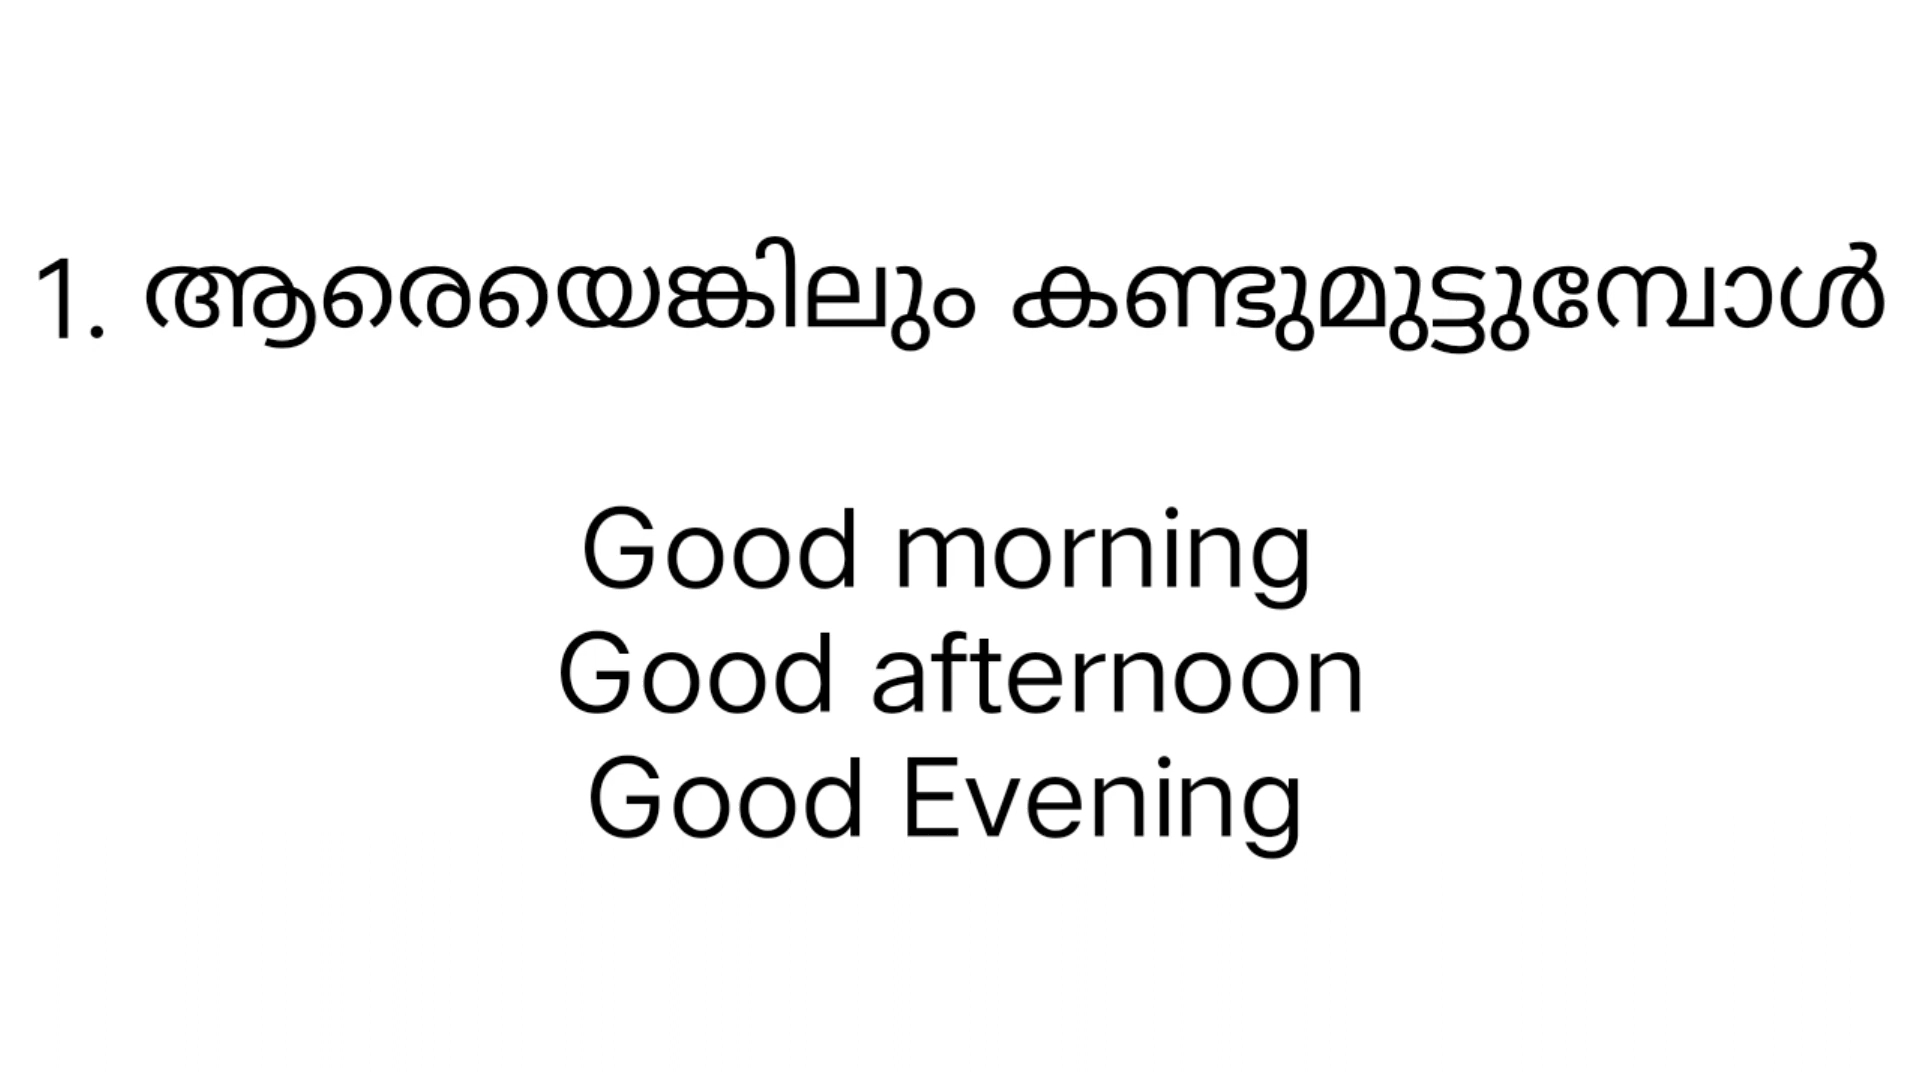 1. ആരെയെങ്കിലും കണ്ടുമുട്ടുമ്പോൾ
Good morning
Good afternoon
Good Evening